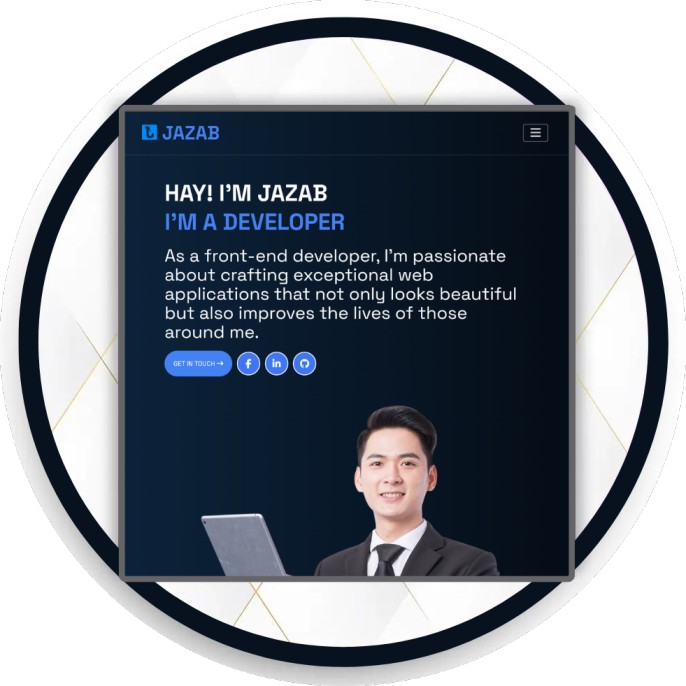 JAZAB
HAY! I'M JAZAB
I'M A DEVELOPER
As a front-end developer, I'm passionate
about crafting exceptional web
applications that not only looks beautiful
but also improves the lives of those
around me.
GET IN TOUCH →